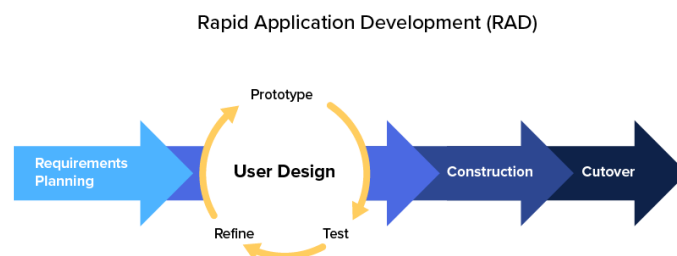 Rapid Application Development (RAD)
Prototype
Requirements
Planning
User Design
Construction
Cutover
Refine
Test